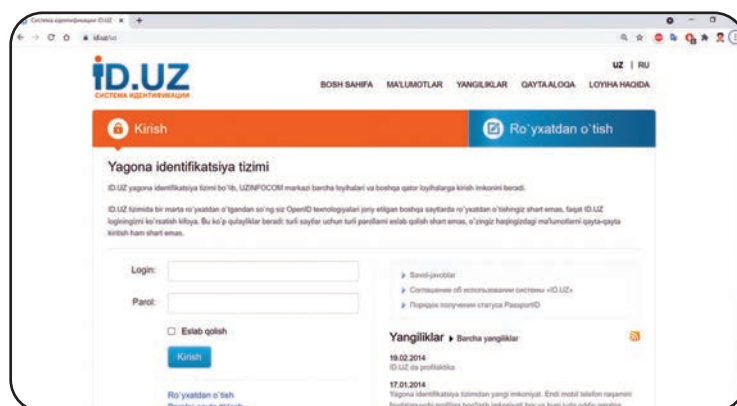 Система идентификации ID.UZ
id.uz/uz
UZ | RU
iD.UZ
СИСТЕМА ИДЕНТИФИКАЦИИ
BOSH SAHIFA MA'LUMOTLAR YANGILIKLAR QAYTA ALOQA LOYIHA HAQIDA
Kirish
Ro`yxatdan o`tish
Yagona identifikatsiya tizimi
ID.UZ yagona identifikatsiya tizimi bo'lib, UZINFOCOM markazi barcha loyihalari va boshqa qator loyihalarga kirish imkonini beradi.
ID.UZ tizimida bir marta ro'yxatdan o'tgandan so'ng siz OpenID texnologiyalari joriy etilgan boshqa saytlarda ro'yxatdan o'tishingiz shart emas, faqat ID.UZ
loginingizni ko'rsatish kifoya. Bu ko'p qulayliklar beradi: turli saytlar uchun turli parollarni eslab qolish shart emas, o'zingiz haqingizdagi ma'lumotlarni qayta-qayta
kiritish ham shart emas.
Login:
Parol:
Eslab qolish
Kirish
Ro'yxatdan o'tish
Savol-javoblar
Соглашение об использовании системы «ID.UZ»
Порядок получения статуса PassportID
Yangiliklar Barcha yangiliklar
19.02.2014
ID.UZ da profilaktika
17.01.2014
Yagona identifikatsiya tizimidan yangi imkoniyat. Endi mobil telefon raqamini